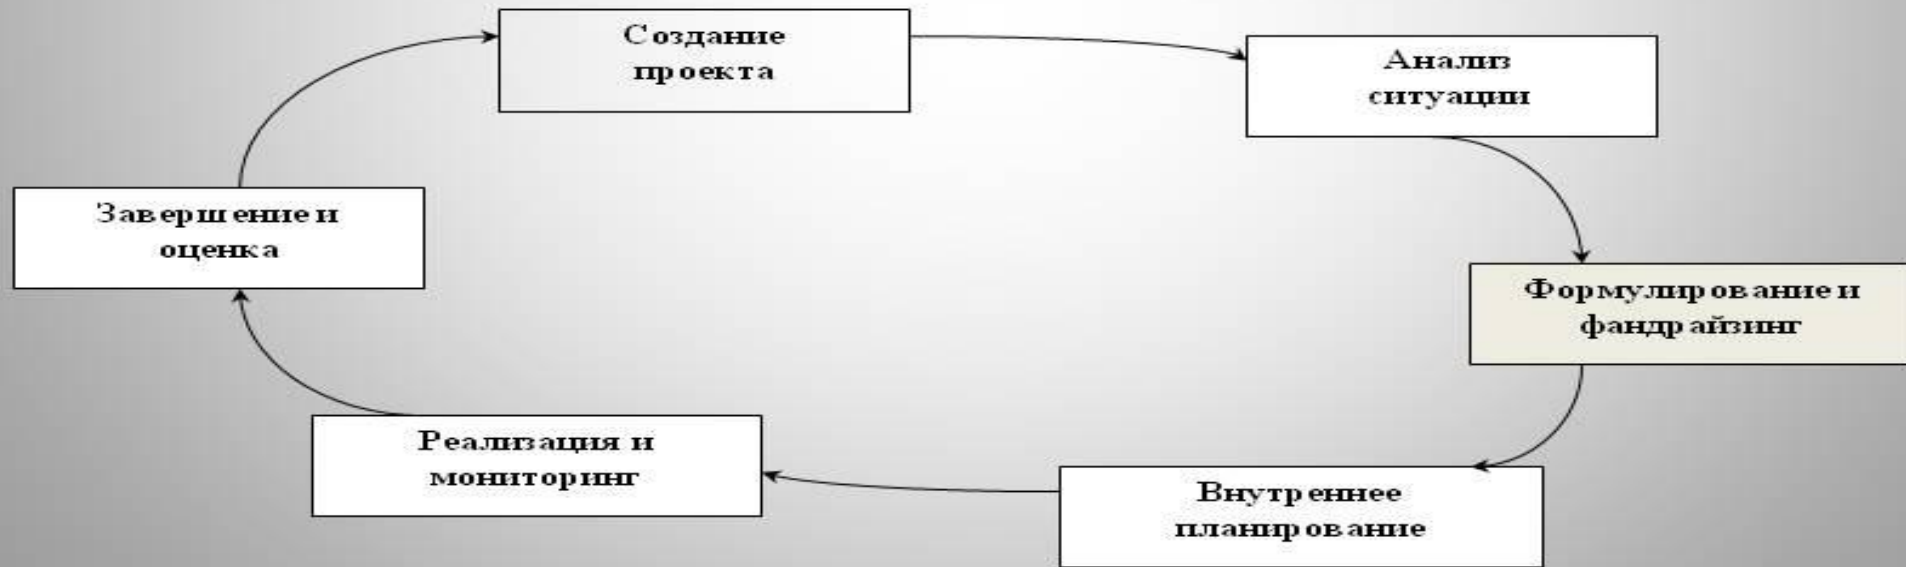 Создание
проекта
Анализ
ситуации
Формулирование и
фандрайзинг
Внутреннее
планирование
Реализация и
мониторинг
Завершение и
оценка